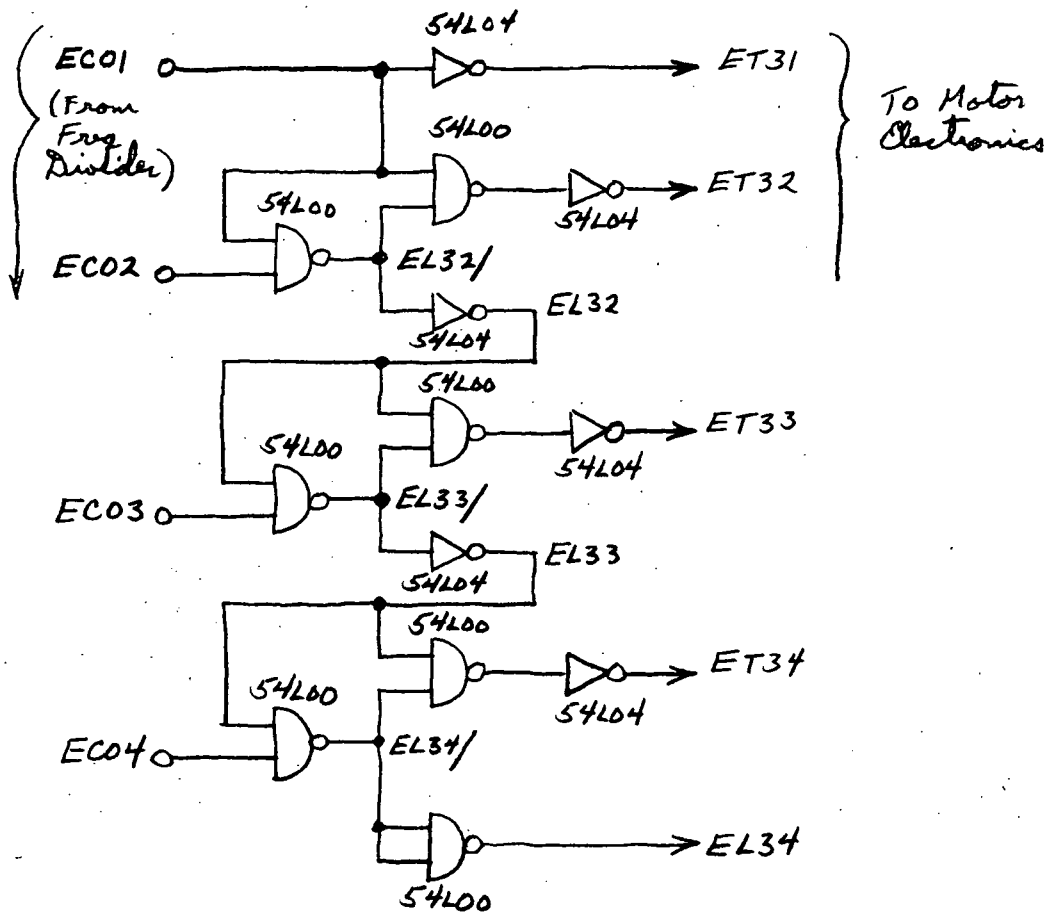 54L04
EC01
ET31
(From
Freq
Divider)
To Motor
Electronics
54L00
ET32
54L00
54L04
EC02
EL32/
EL32
54L04
54L00
ET33
54L00
54L04
EC03
EL33/
EL33
54L04
54L00
ET34
54L00
54L04
EC04
EL34/
EL34
54L00